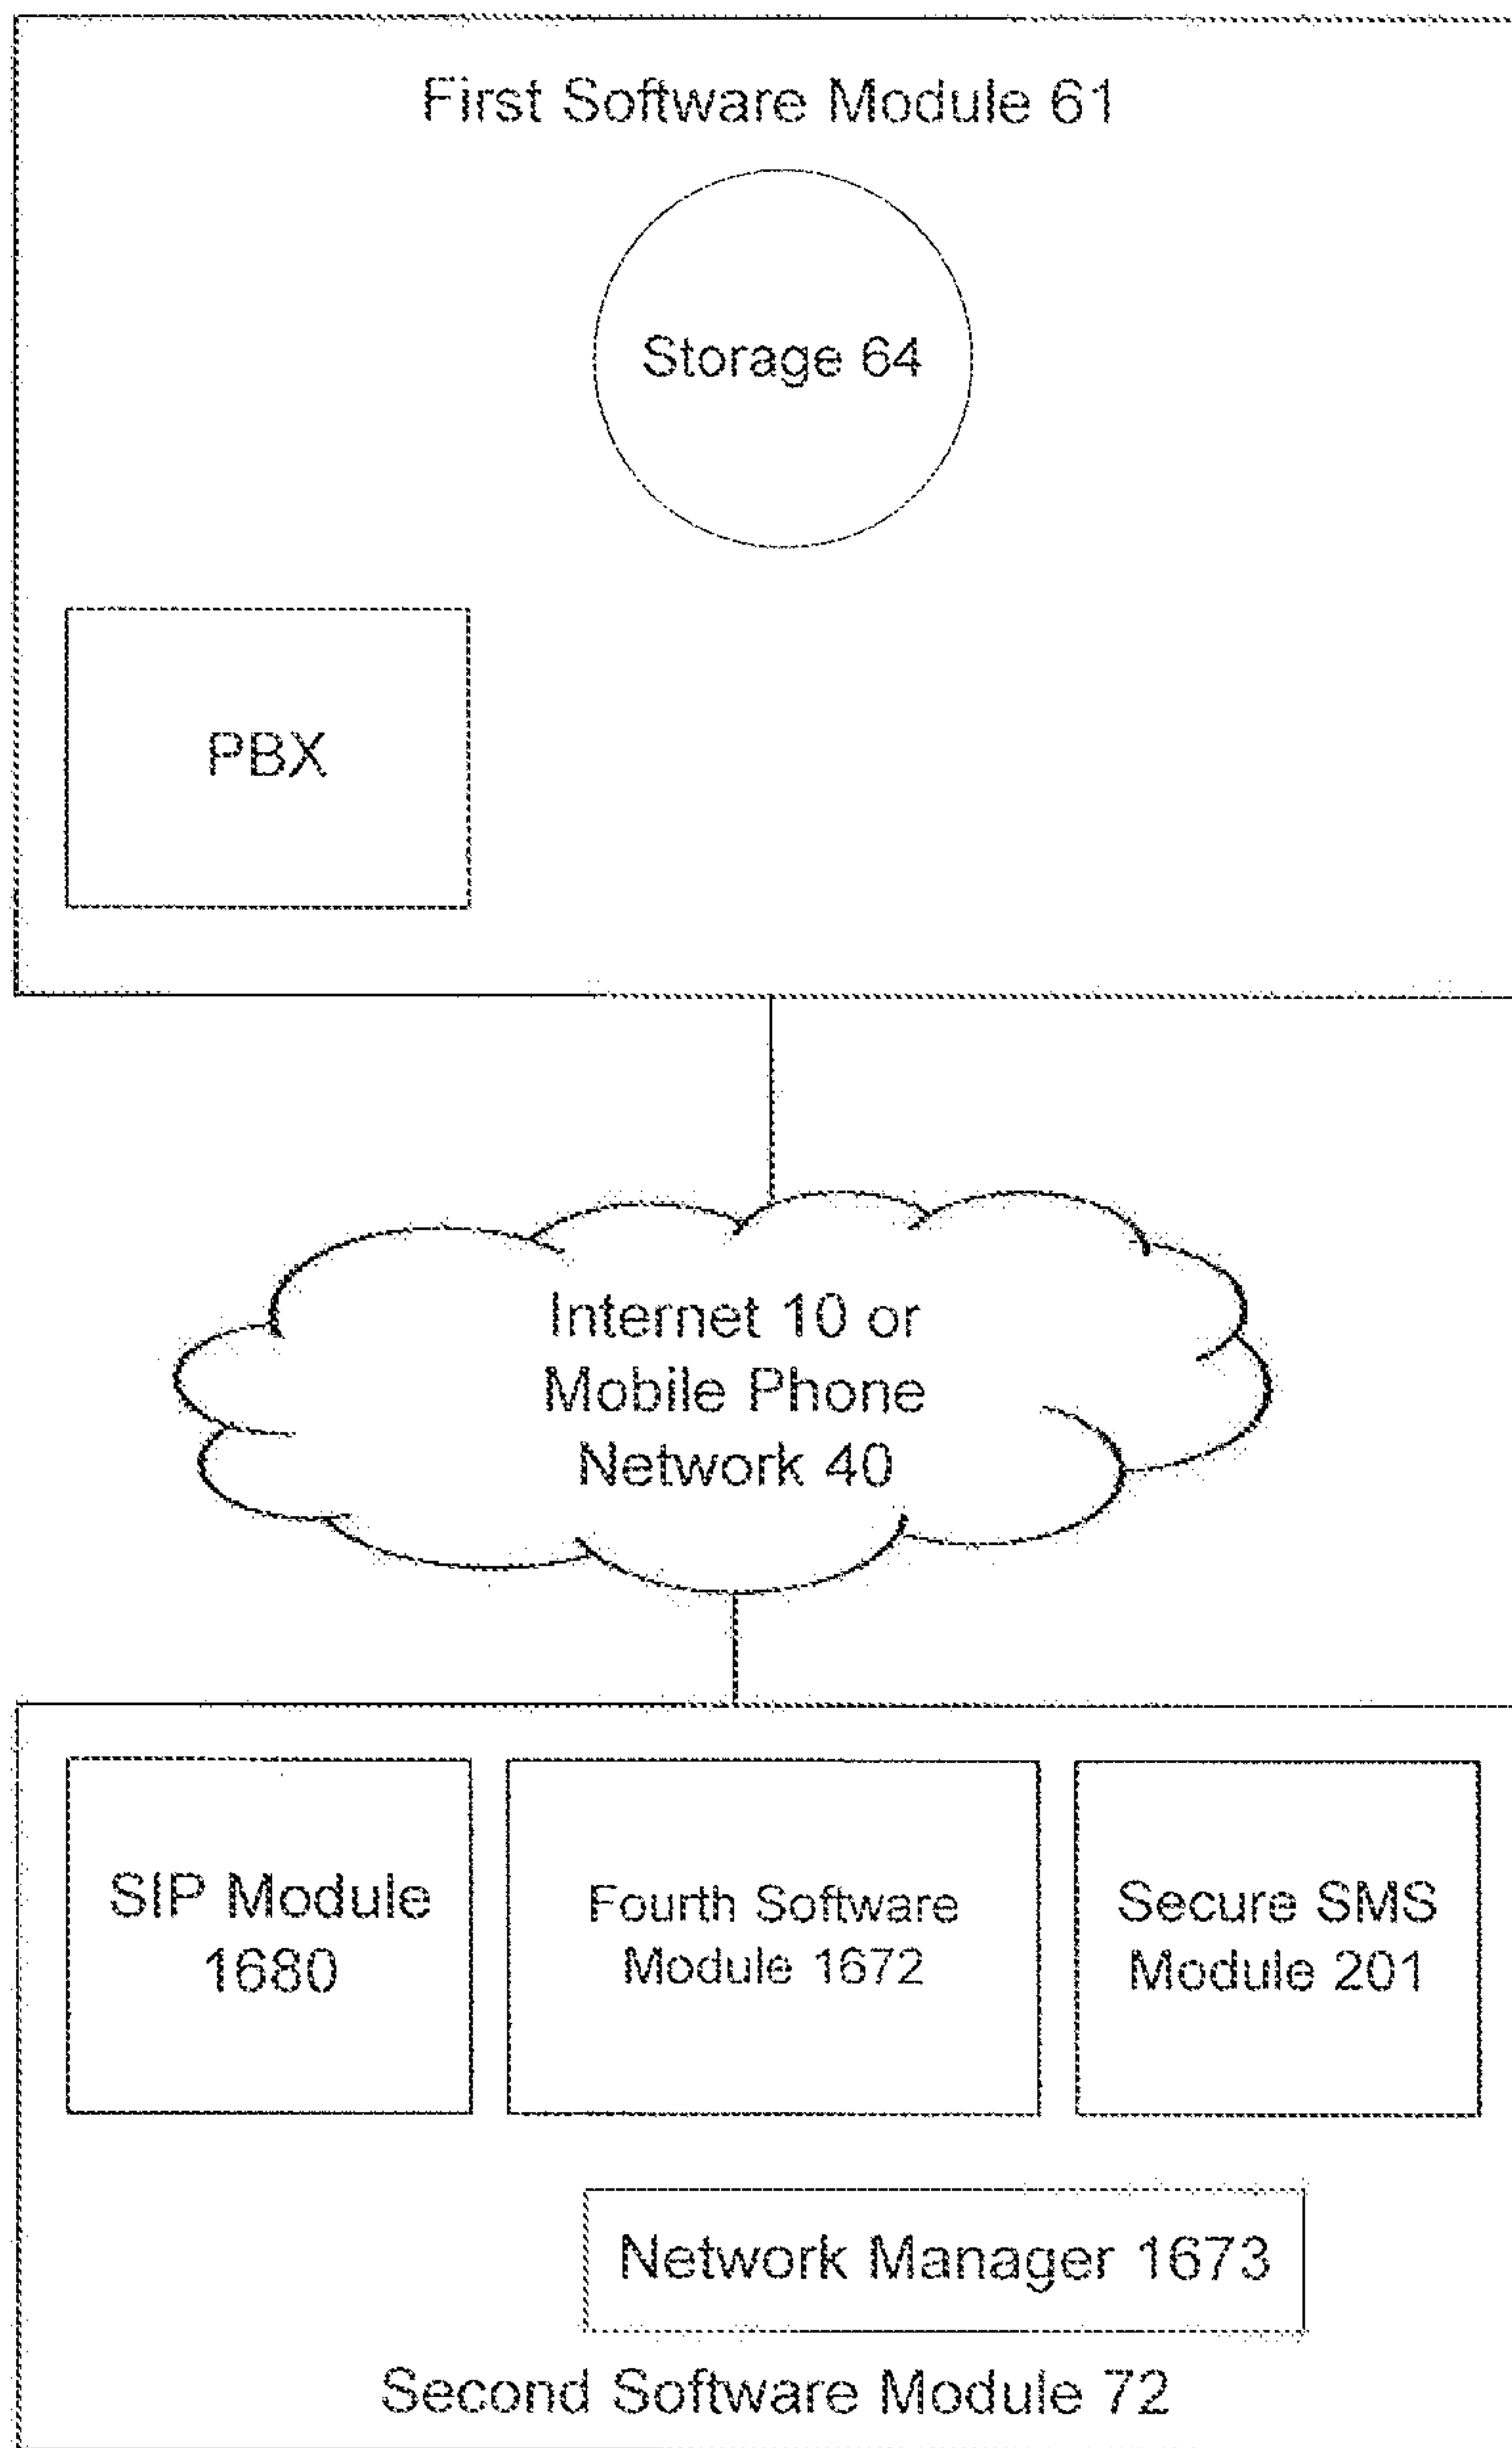 First Software Module 61
Storage 64
PBX
Internet 10 or
Mobile Phone
Network 40
SIP Module
1680
Fourth Software
Module 1672
Secure SMS
Module 201
Network Manager 1673
Second Software Module 72